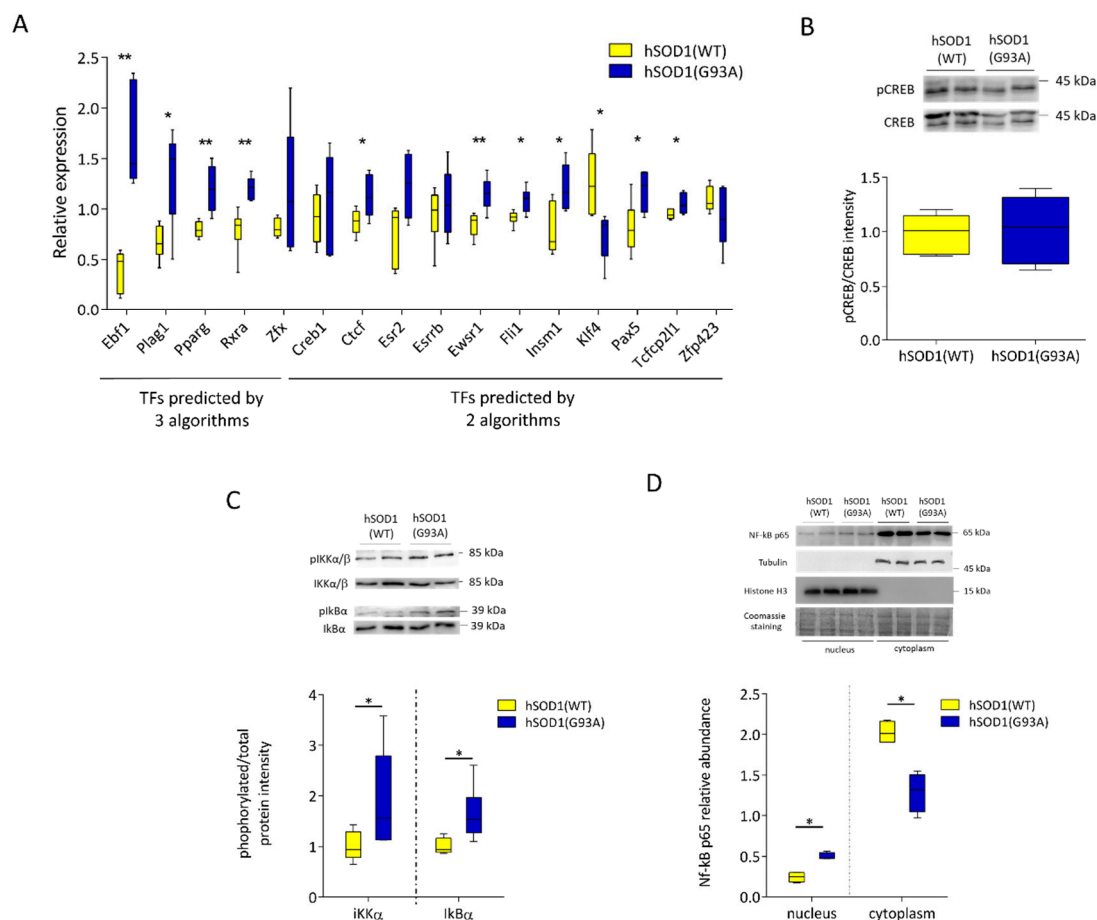 A
hSOD1(WT)
hSOD1(G93A)
Relative expression
2.5
2.0
1.5
1.0
0.5
0.0
** * ** ** * ** * * * * *
Ebf1 Plag1 Pparg Rxra Zfx Creb1 Ctcf Esr2 Esrrb Ewsr1 Fli1 Insm1 Klf4 Pax5 Tcfcp2l1 Zfp423
TFs predicted by
3 algorithms
TFs predicted by
2 algorithms
B
hSOD1 hSOD1
(WT) (G93A)
pCREB 45 kDa
CREB 45 kDa
pCREB/CREB intensity
1.5
1.0
0.5
0.0
hSOD1(WT) hSOD1(G93A)
C
hSOD1 hSOD1
(WT) (G93A)
pIKKα/β 85 kDa
IKKα/β 85 kDa
pIkBα 39 kDa
IkBα 39 kDa
hSOD1(WT)
hSOD1(G93A)
phophorylated/total
protein intensity
4
3
2
1
0
* *
iKKα IkBα
D
hSOD1 hSOD1 hSOD1 hSOD1
(WT) (G93A) (WT) (G93A)
NF-kB p65 65 kDa
Tubulin 45 kDa
Histone H3 15 kDa
Coomassie
staining
nucleus cytoplasm
hSOD1(WT)
hSOD1(G93A)
Nf-kB p65 relative abundance
2.5
2.0
1.5
1.0
0.5
0.0
* *
nucleus cytoplasm